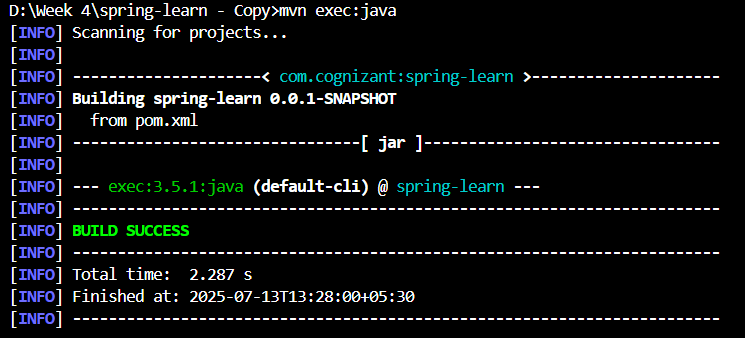 D:\Week 4\spring-learn - Copy>mvn exec:java
[INFO] Scanning for projects...
[INFO]
[INFO] ---------------------< com.cognizant:spring-learn >---------------------
[INFO] Building spring-learn 0.0.1-SNAPSHOT
[INFO]   from pom.xml
[INFO] --------------------------------[ jar ]---------------------------------
[INFO]
[INFO] --- exec:3.5.1:java (default-cli) @ spring-learn ---
[INFO] ------------------------------------------------------------------------
[INFO] BUILD SUCCESS
[INFO] ------------------------------------------------------------------------
[INFO] Total time:  2.287 s
[INFO] Finished at: 2025-07-13T13:28:00+05:30
[INFO] ------------------------------------------------------------------------